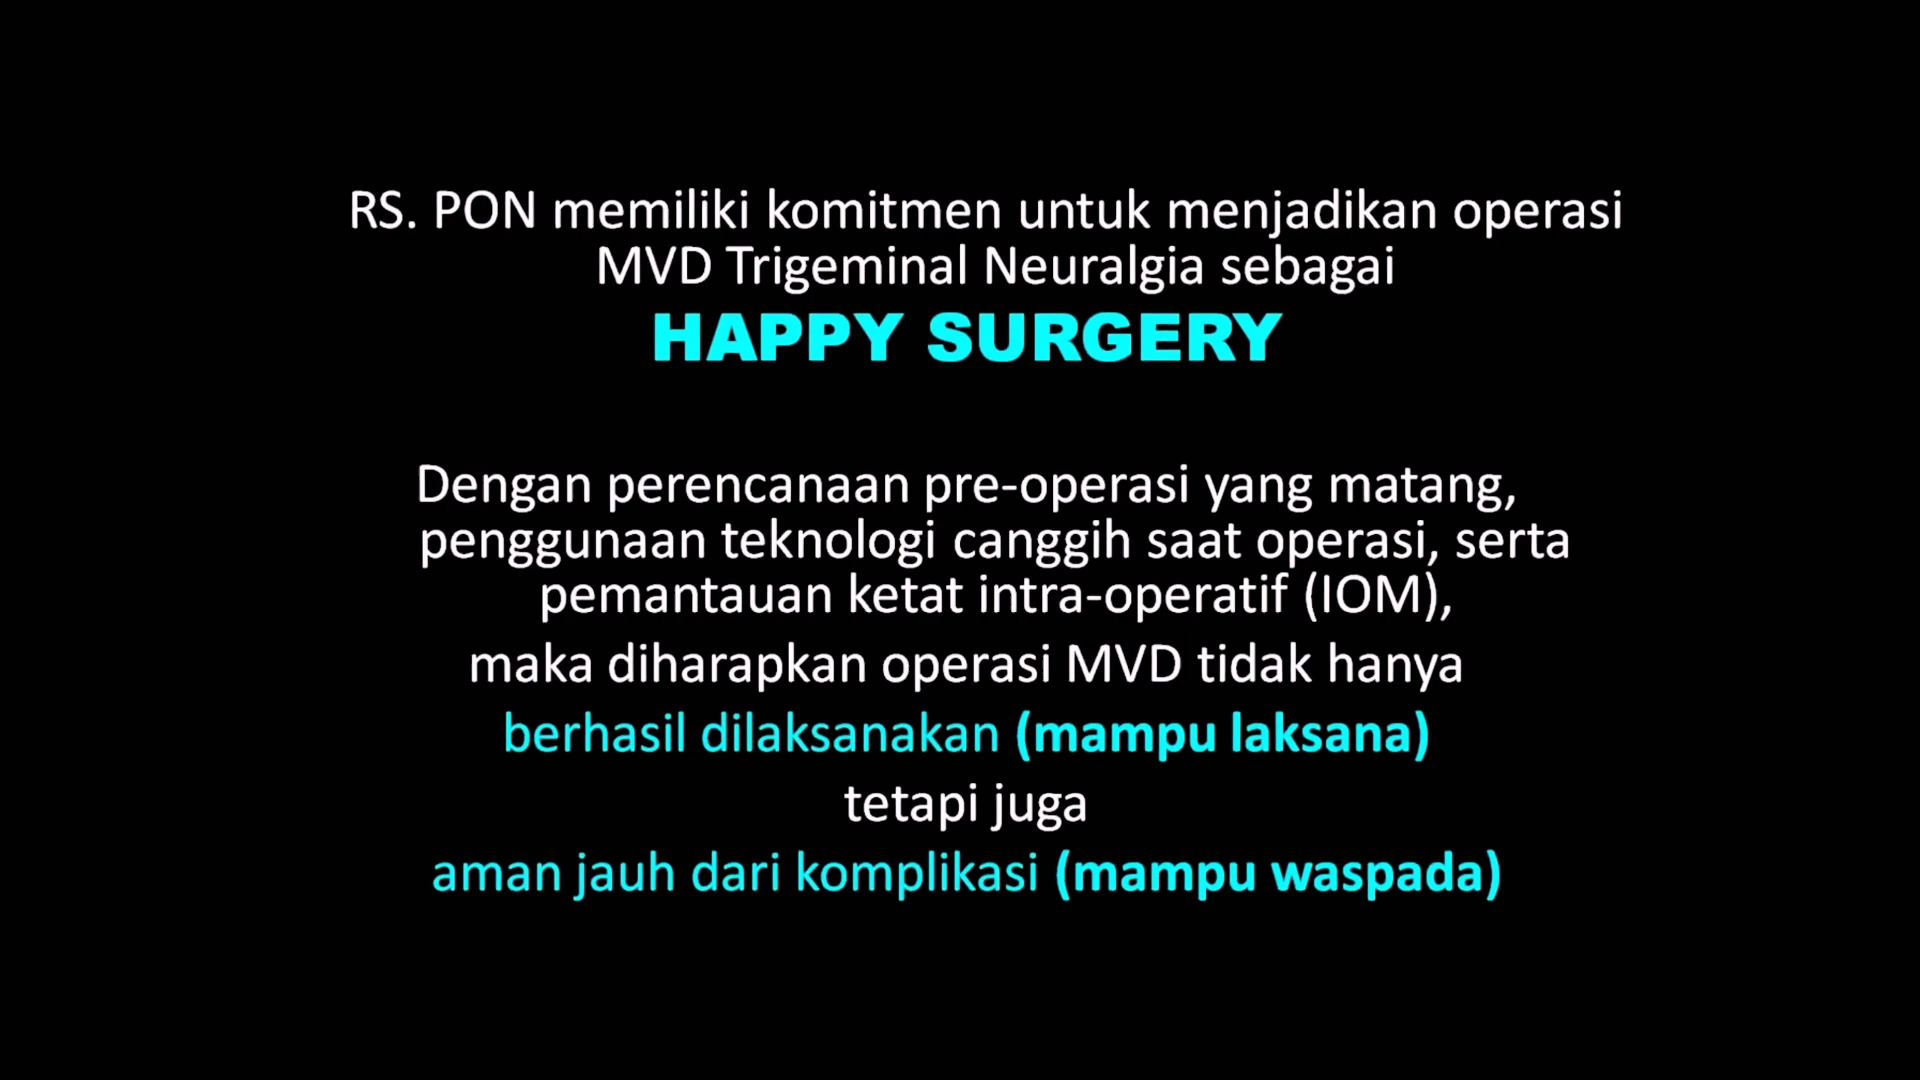 RS. PON memiliki komitmen untuk menjadikan operasi
MVD Trigeminal Neuralgia sebagai
HAPPY SURGERY
Dengan perencanaan pre-operasi yang matang,
penggunaan teknologi canggih saat operasi, serta
pemantauan ketat intra-operatif (IOM),
maka diharapkan operasi MVD tidak hanya
berhasil dilaksanakan (mampu laksana)
tetapi juga
aman jauh dari komplikasi (mampu waspada)